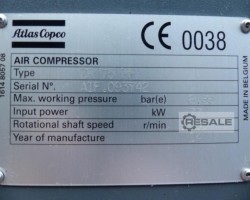 Atlas Copco
CE 0038
AIR COMPRESSOR
Type
Serial N°.
Max. working pressure bar(e)
Input power kW
Rotational shaft speed r/min
Year of manufacture
MADE IN BELGIUM
RESALE